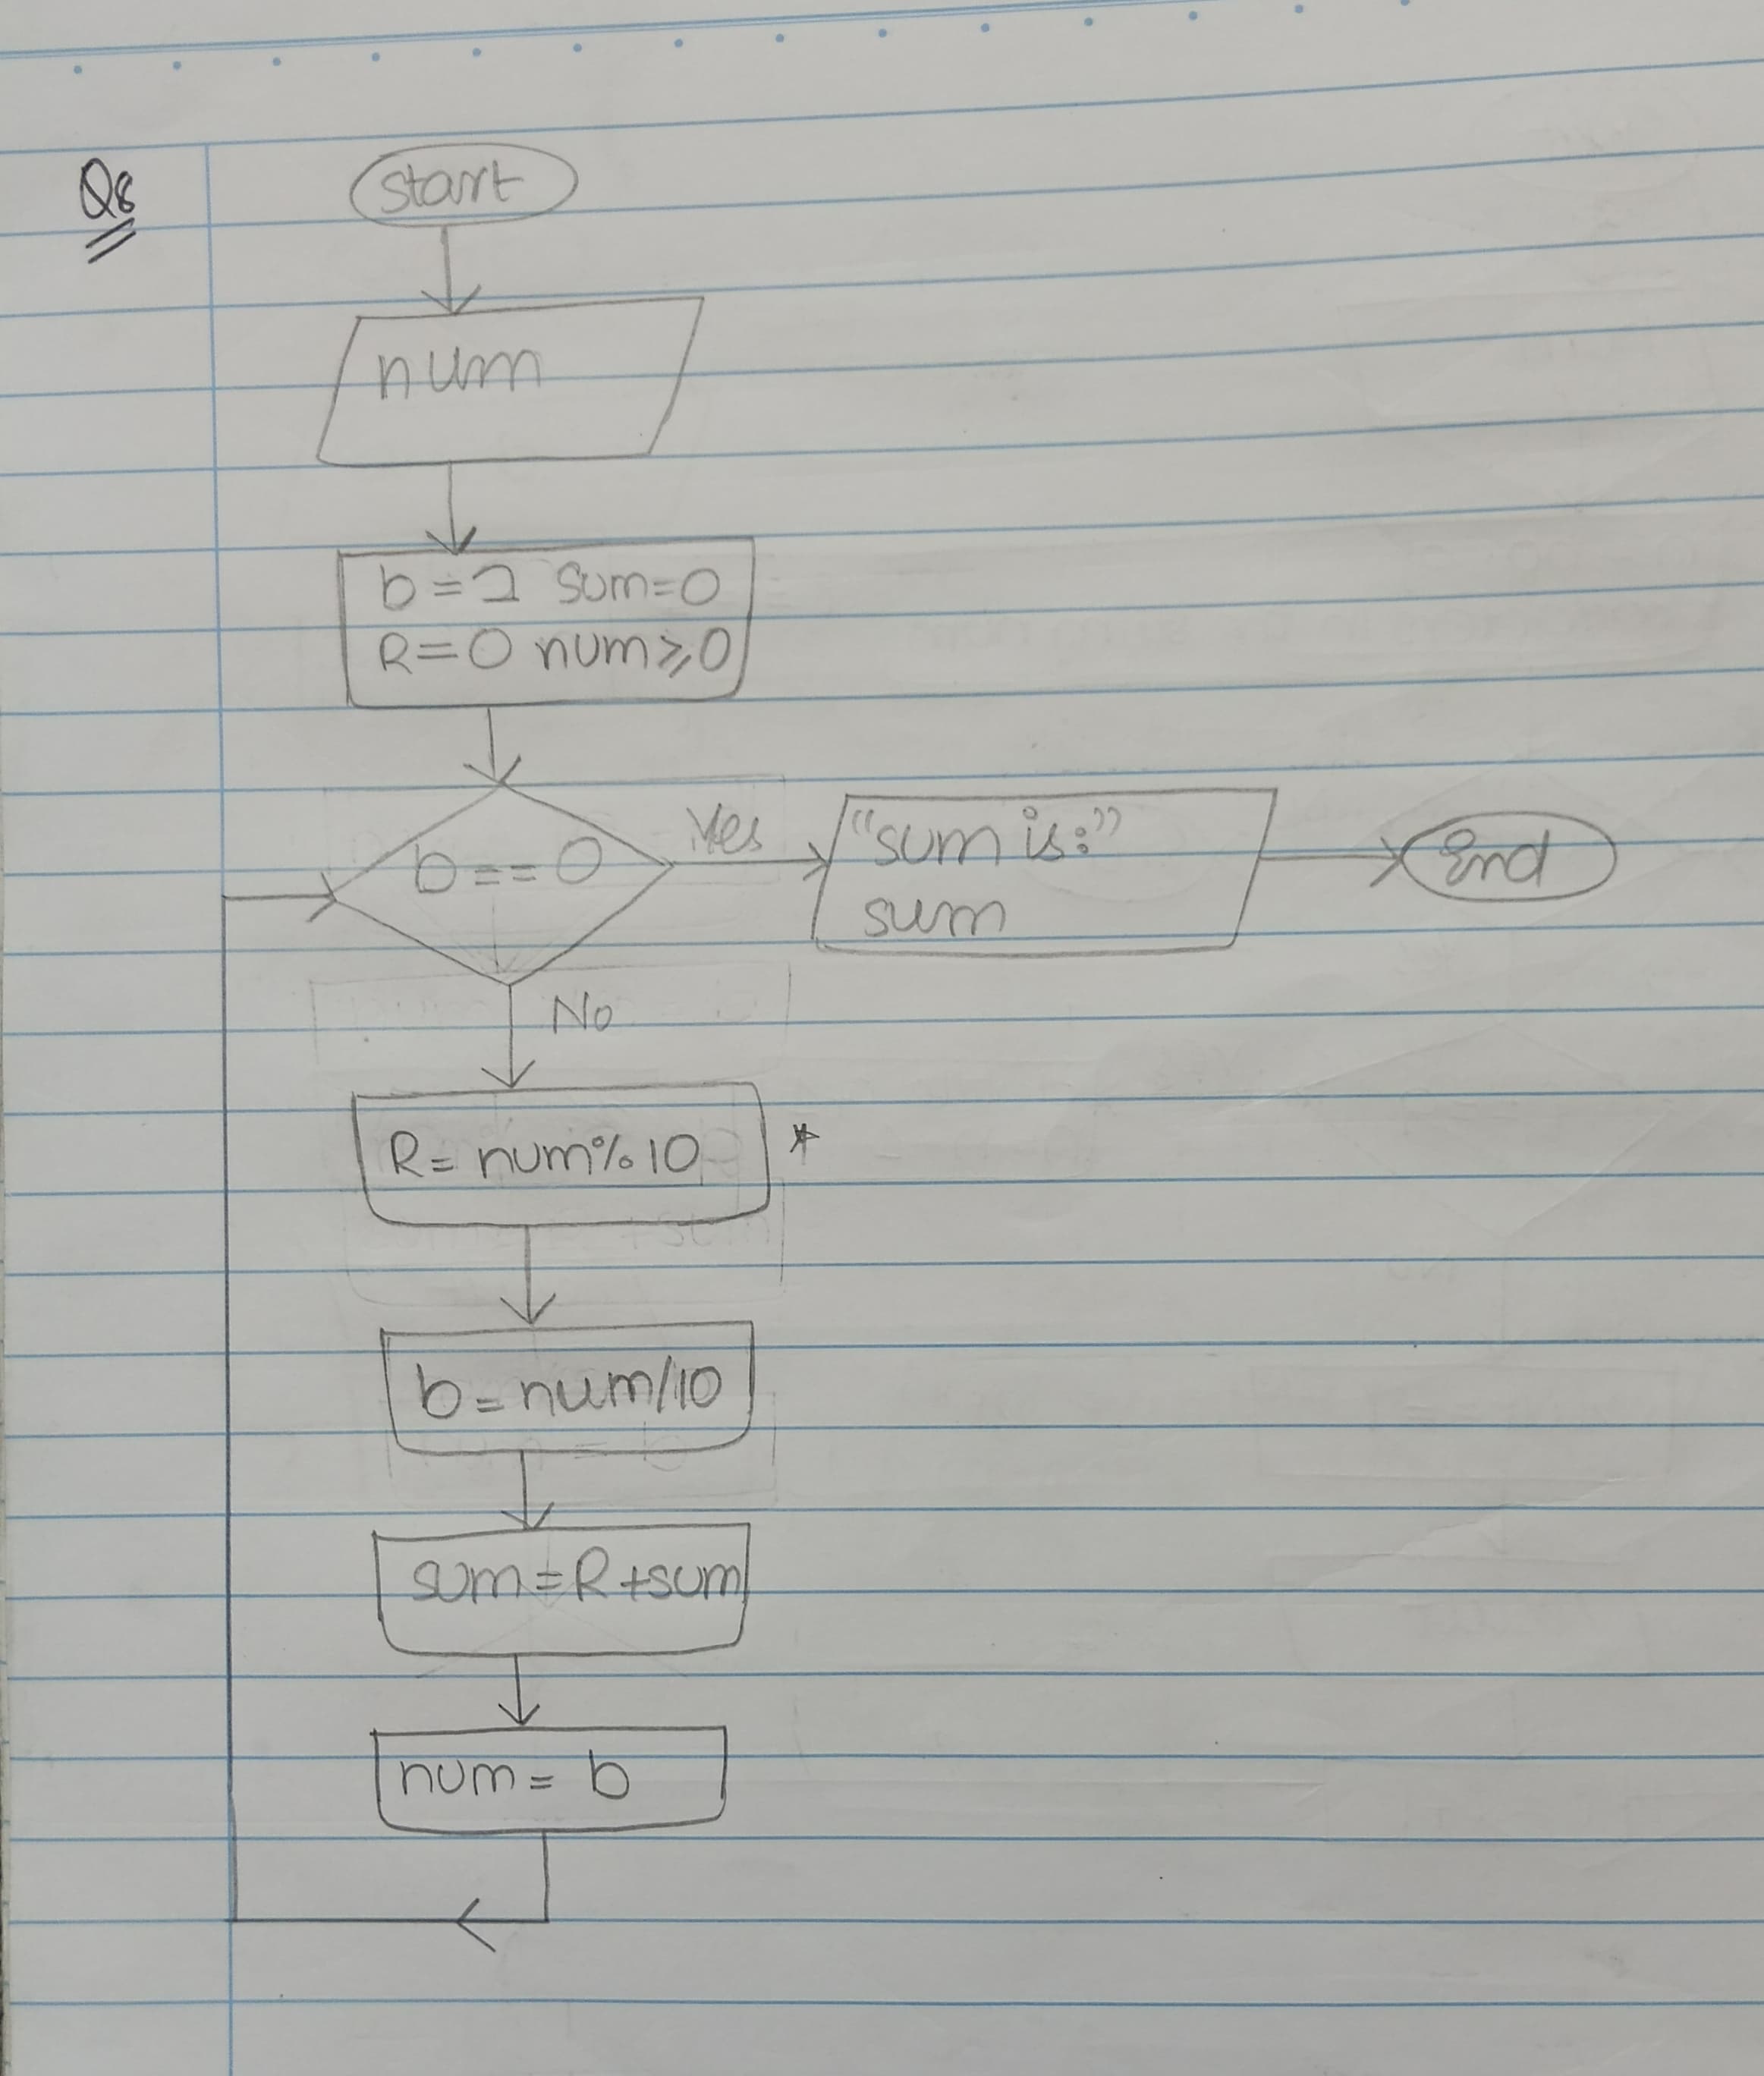 Q8
start
num
b=2 sum=0
R=0 num⩾0
b==0
Yes
"sum is:"
sum
End
No
R= num%10 *
b=num/10
sum=R+sum
num= b